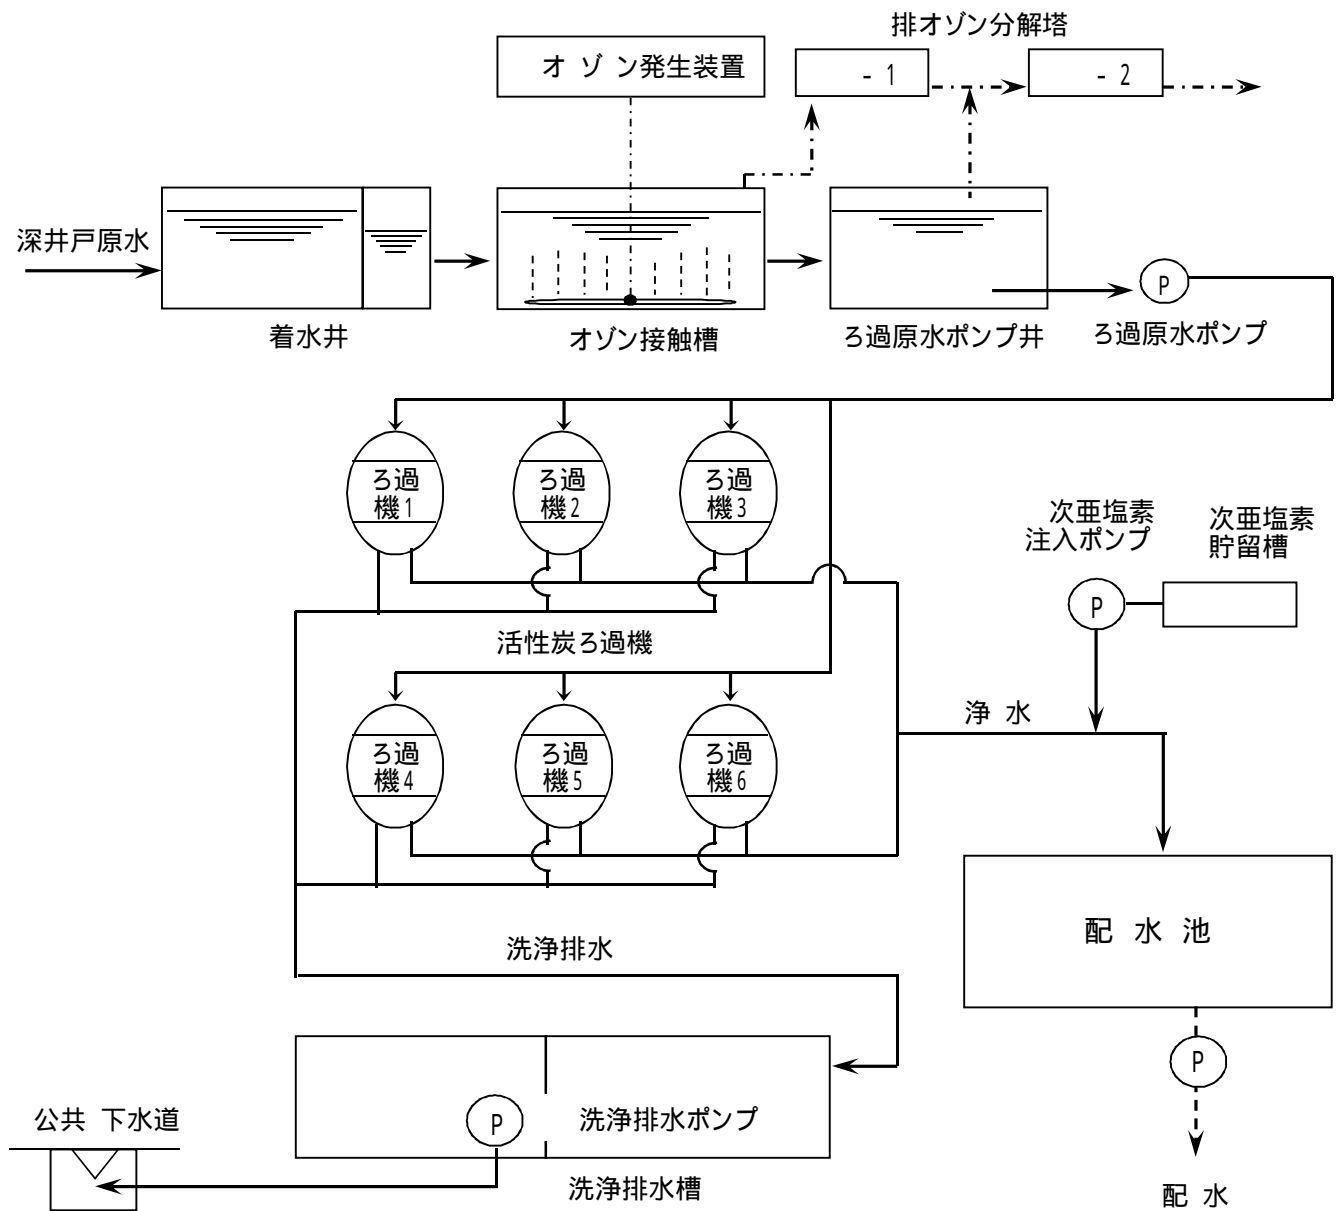 排オゾン分解塔
オ ゾ ン発生装置
- 1
- 2
深井戸原水
着水井
オゾン接触槽
ろ過原水ポンプ井
P
ろ過原水ポンプ
ろ過
機1
ろ過
機2
ろ過
機3
次亜塩素
注入ポンプ
次亜塩素
貯留槽
P
活性炭ろ過機
ろ過
機4
ろ過
機5
ろ過
機6
浄 水
配 水 池
洗浄排水
P
公共 下水道
P
洗浄排水ポンプ
洗浄排水槽
配 水